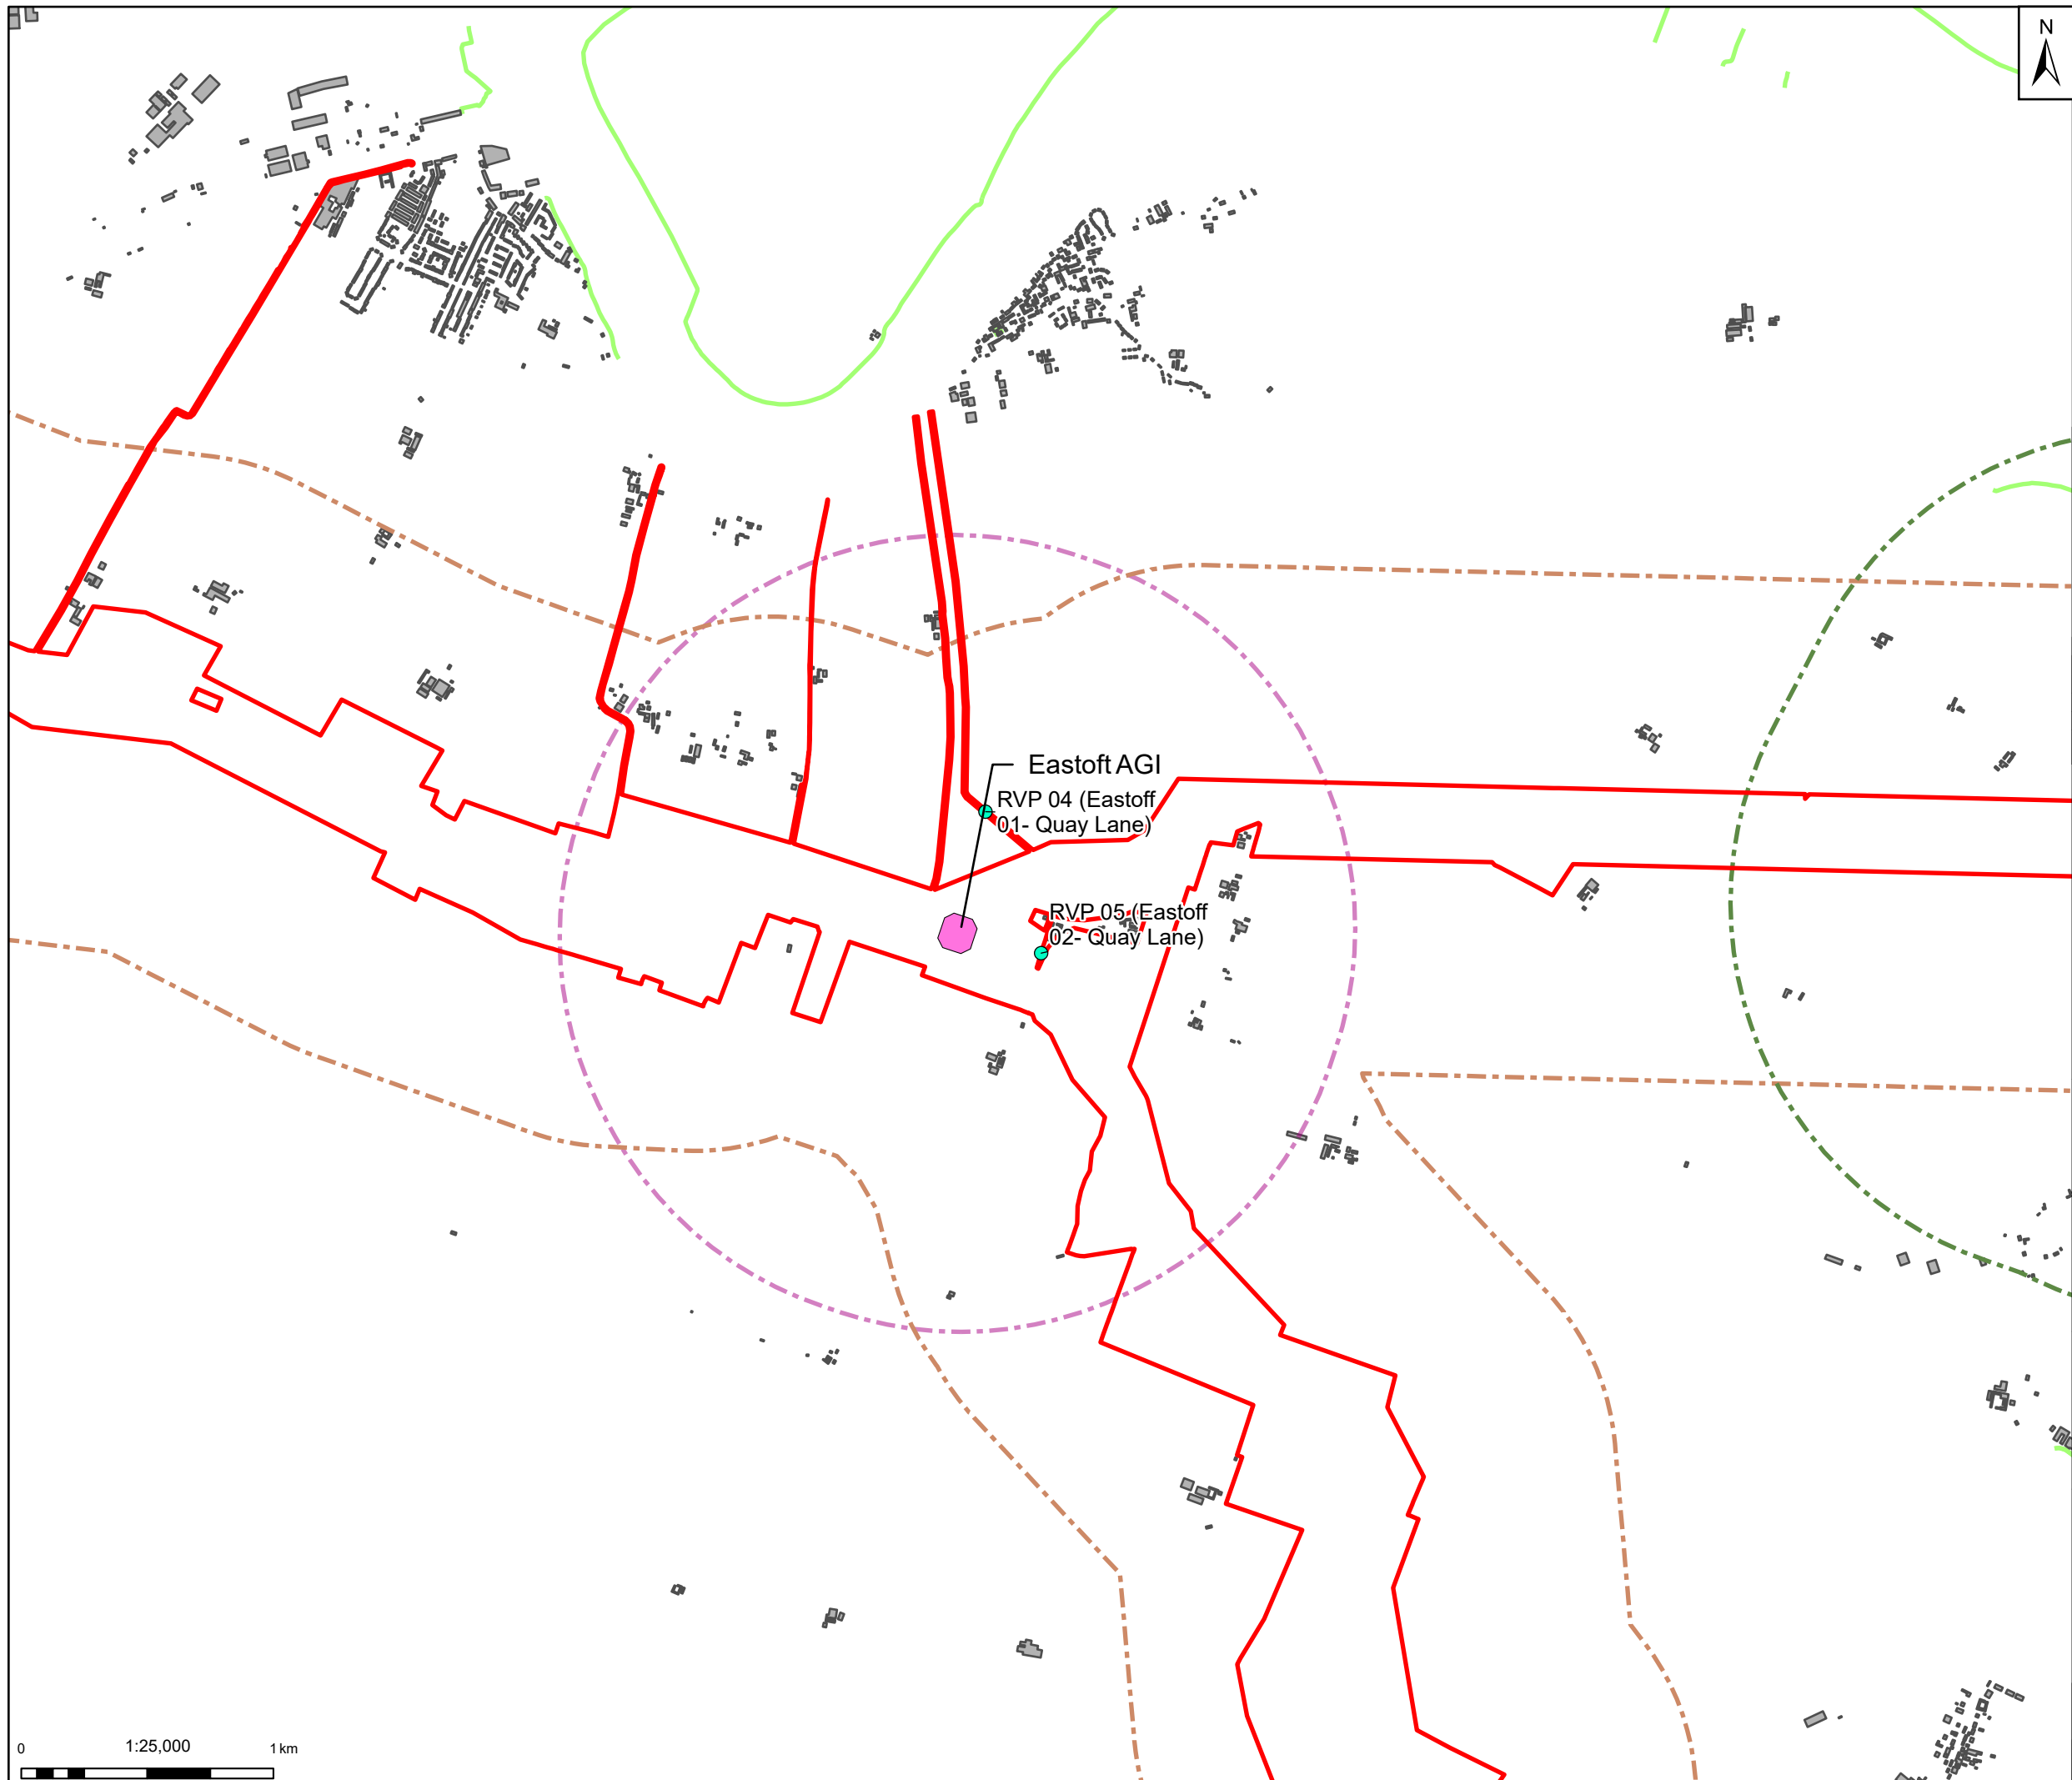 N
Eastoft AGI
RVP 04 (Eastoff
01- Quay Lane)
RVP 05 (Eastoff
02- Quay Lane)
0 1:25,000 1 km